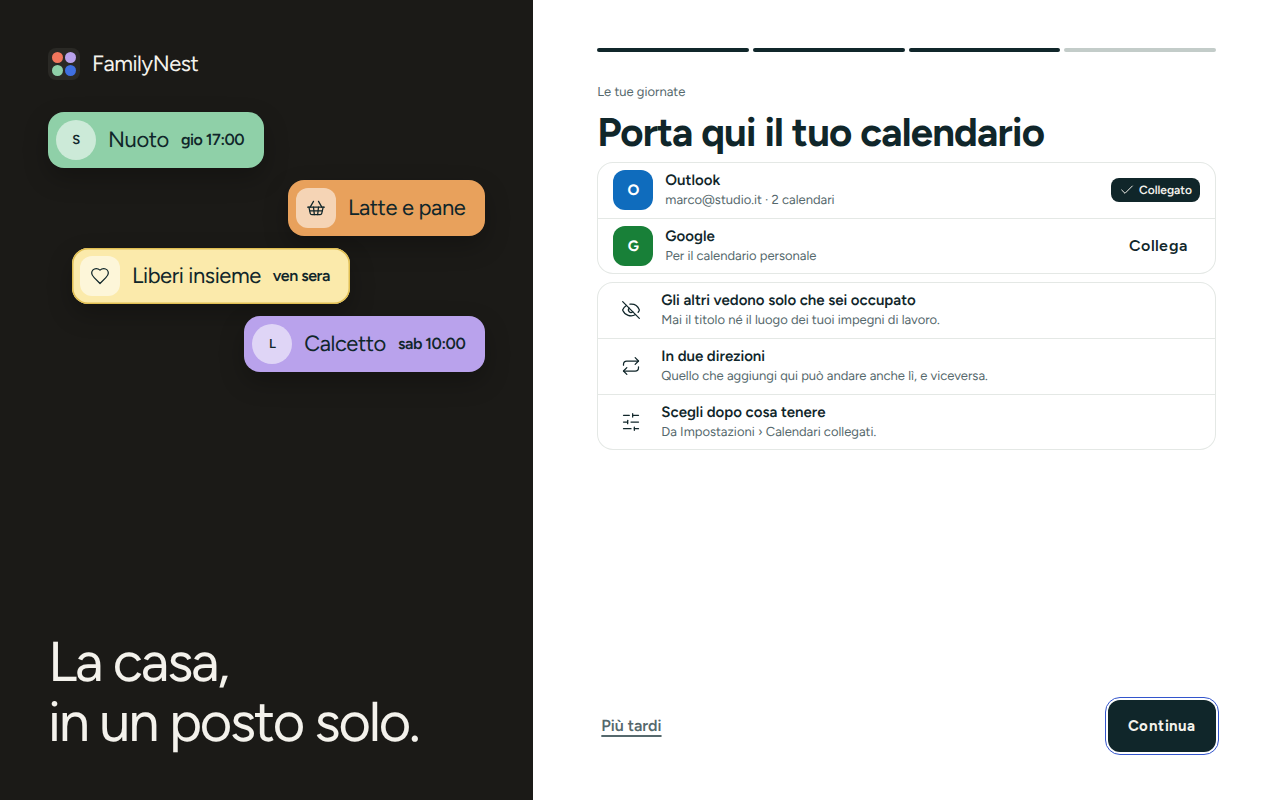 FamilyNest
S
Nuoto gio 17:00
Latte e pane
Liberi insieme ven sera
L
Calcetto sab 10:00
La casa,
in un posto solo.
Le tue giornate
Porta qui il tuo calendario
O
Outlook
marco@studio.it · 2 calendari
Collegato
G
Google
Per il calendario personale
Collega
Gli altri vedono solo che sei occupato
Mai il titolo né il luogo dei tuoi impegni di lavoro.
In due direzioni
Quello che aggiungi qui può andare anche lì, e viceversa.
Scegli dopo cosa tenere
Da Impostazioni › Calendari collegati.
Più tardi
Continua